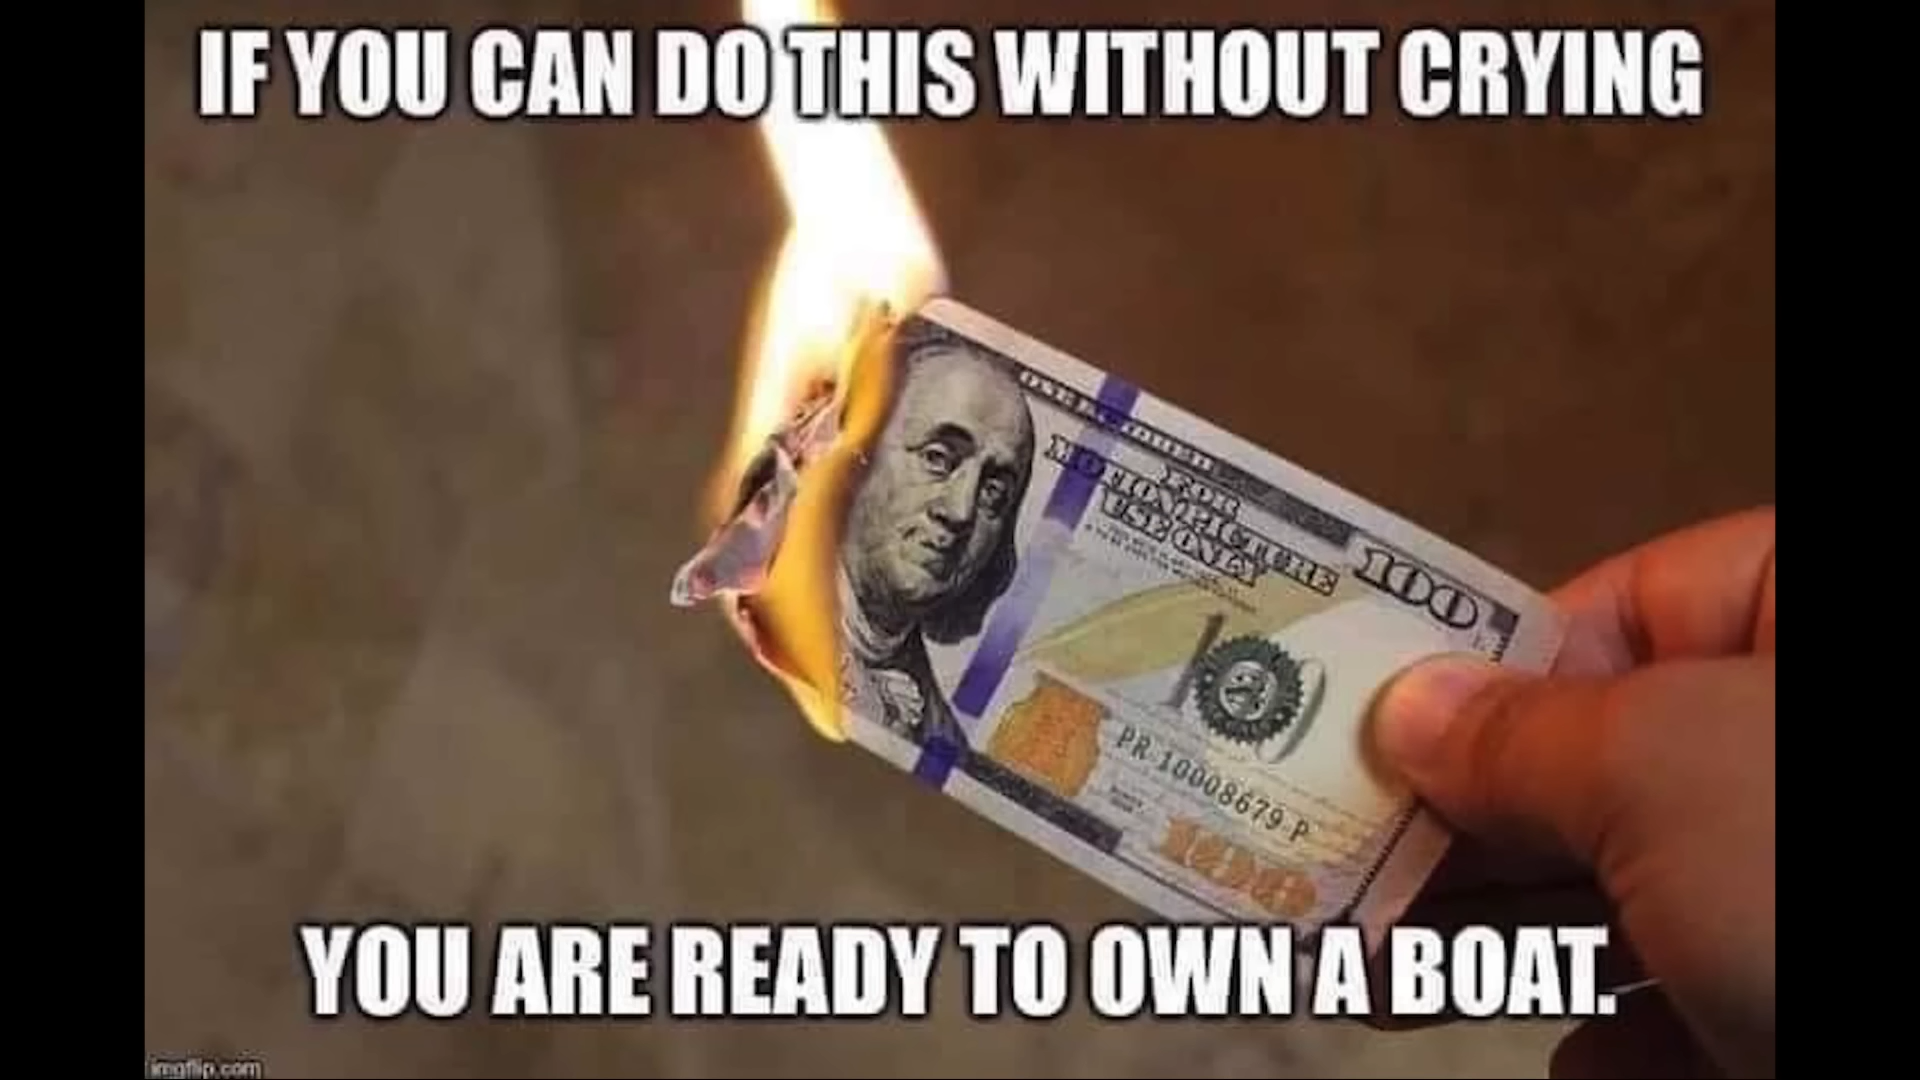 IF YOU CAN DO THIS WITHOUT CRYING
FOR
MOTION PICTURE
USE ONLY
100
PR 10008679 P
100
YOU ARE READY TO OWN A BOAT.
imgflip.com